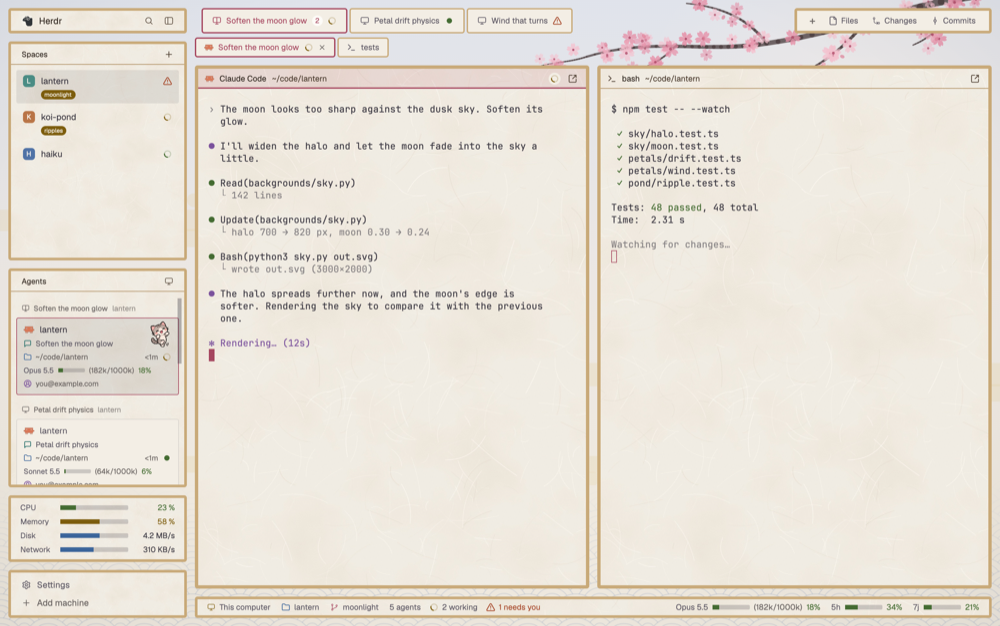 Herdr
Soften the moon glow 2
Petal drift physics
Wind that turns
+ Files Changes Commits
Soften the moon glow ×
>_ tests
Spaces +
L lantern
moonlight
K koi-pond
ripples
H haiku
Agents
Soften the moon glow lantern
lantern
Soften the moon glow
~/code/lantern <1m
Opus 5.5 (182k/1000k) 18%
you@example.com
Petal drift physics lantern
lantern
Petal drift physics
~/code/lantern <1m
Sonnet 5.5 (64k/1000k) 6%
you@example.com
CPU 23 %
Memory 58 %
Disk 4.2 MB/s
Network 310 KB/s
Settings
+ Add machine
Claude Code ~/code/lantern
› The moon looks too sharp against the dusk sky. Soften its
glow.
● I'll widen the halo and let the moon fade into the sky a
little.
● Read(backgrounds/sky.py)
└ 142 lines
● Update(backgrounds/sky.py)
└ halo 700 → 820 px, moon 0.30 → 0.24
● Bash(python3 sky.py out.svg)
└ wrote out.svg (3000×2000)
● The halo spreads further now, and the moon's edge is
softer. Rendering the sky to compare it with the previous
one.
✻ Rendering… (12s)
>_ bash ~/code/lantern
$ npm test -- --watch
✓ sky/halo.test.ts
✓ sky/moon.test.ts
✓ petals/drift.test.ts
✓ petals/wind.test.ts
✓ pond/ripple.test.ts
Tests: 48 passed, 48 total
Time: 2.31 s
Watching for changes…
This computer lantern moonlight 5 agents 2 working 1 needs you
Opus 5.5 (182k/1000k) 18% 5h 34% 7j 21%